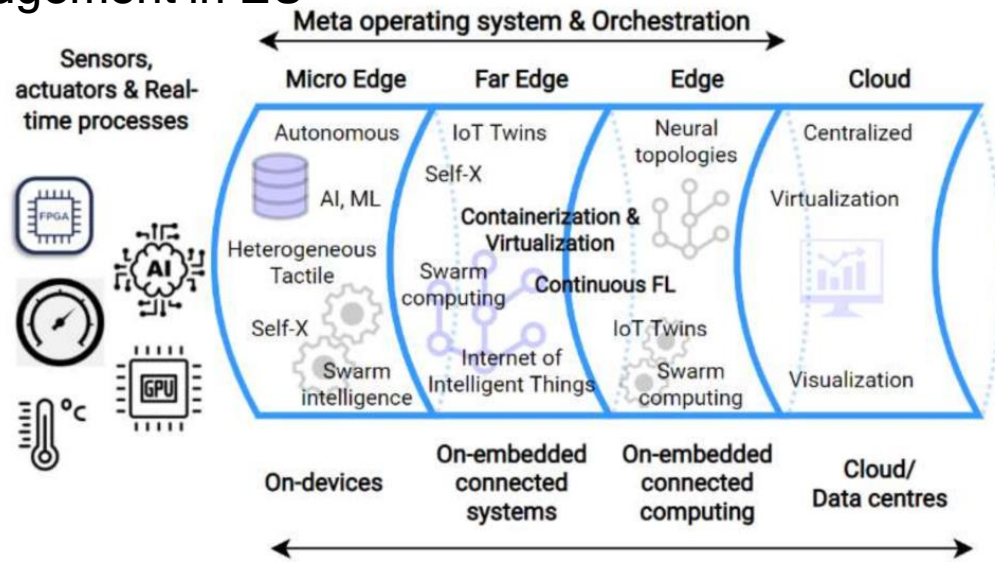 Meta operating system & Orchestration
Sensors,
actuators & Real-
time processes
Micro Edge
Far Edge
Edge
Cloud
FPGA
AI
GPU
°C
Autonomous
AI, ML
Heterogeneous
Tactile
Self-X
Swarm
intelligence
IoT Twins
Self-X
Containerization &
Virtualization
Swarm
computing
Continuous FL
Internet of
Intelligent Things
Neural
topologies
IoT Twins
Swarm
computing
Centralized
Virtualization
Visualization
On-devices
On-embedded
connected
systems
On-embedded
connected
computing
Cloud/
Data centres